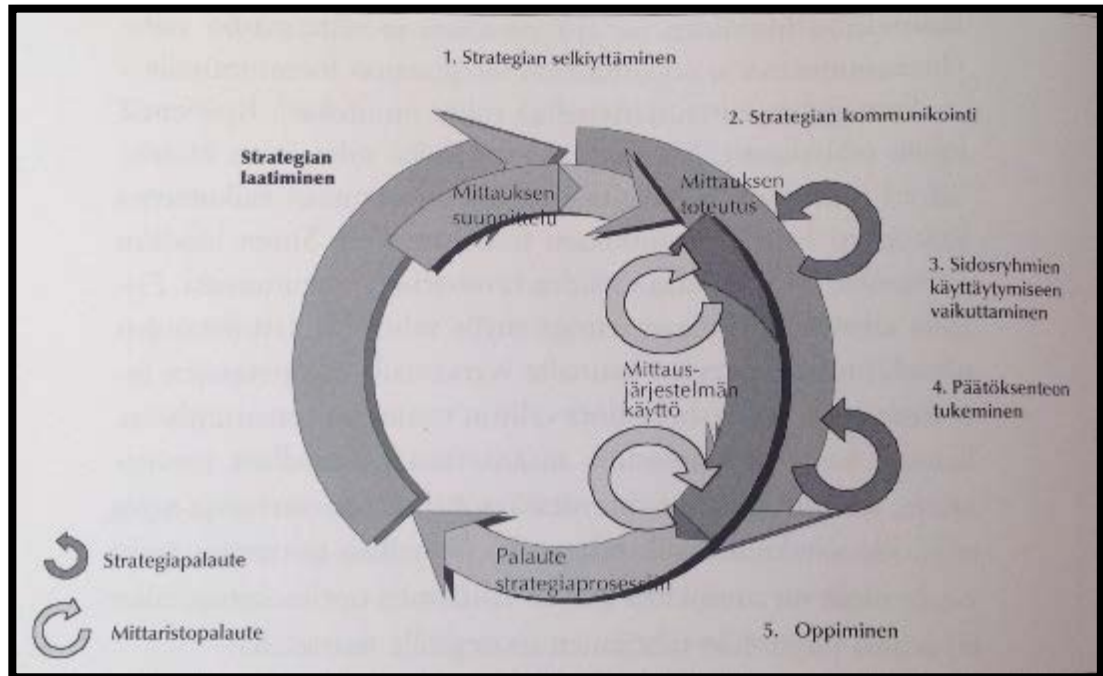 1. Strategian selkiyttäminen
2. Strategian kommunikointi
Strategian
laatiminen
Mittauksen
suunnittelu
Mittauksen
toteutus
3. Sidosryhmien
käyttäytymiseen
vaikuttaminen
Mittaus-
järjestelmän
käyttö
4. Päätöksenteon
tukeminen
Palaute
strategiaprosessiin
Strategiapalaute
Mittaristopalaute
5. Oppiminen